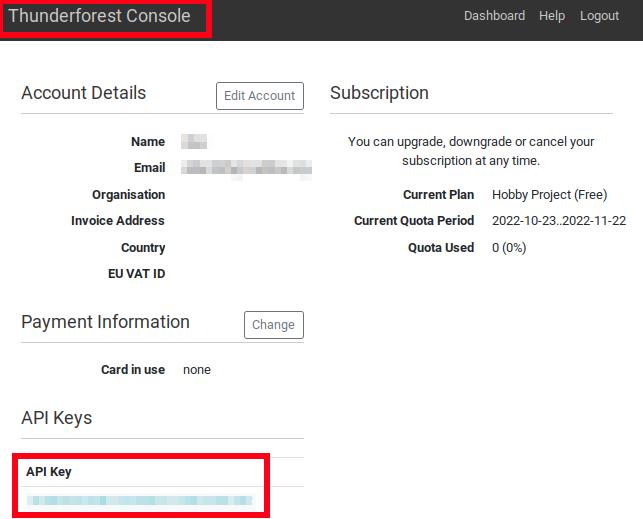 Thunderforest Console
Dashboard Help Logout
Account Details
Edit Account
Name
Email
Organisation
Invoice Address
Country
EU VAT ID
Payment Information
Change
Card in use none
API Keys
API Key
Subscription
You can upgrade, downgrade or cancel your
subscription at any time.
Current Plan Hobby Project (Free)
Current Quota Period 2022-10-23..2022-11-22
Quota Used 0 (0%)